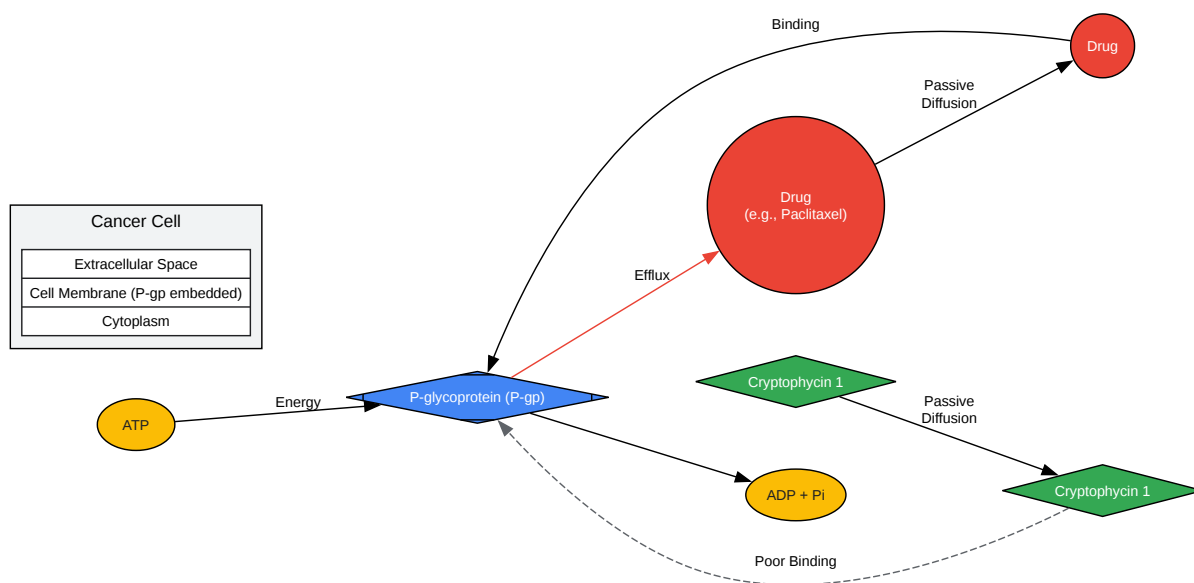 Binding
Drug
Passive
Diffusion
Drug
(e.g., Paclitaxel)
Cancer Cell
Extracellular Space
Cell Membrane (P-gp embedded)
Cytoplasm
Efflux
Cryptophycin 1
P-glycoprotein (P-gp)
Energy
ATP
Passive
Diffusion
ADP + Pi
Cryptophycin 1
Poor Binding